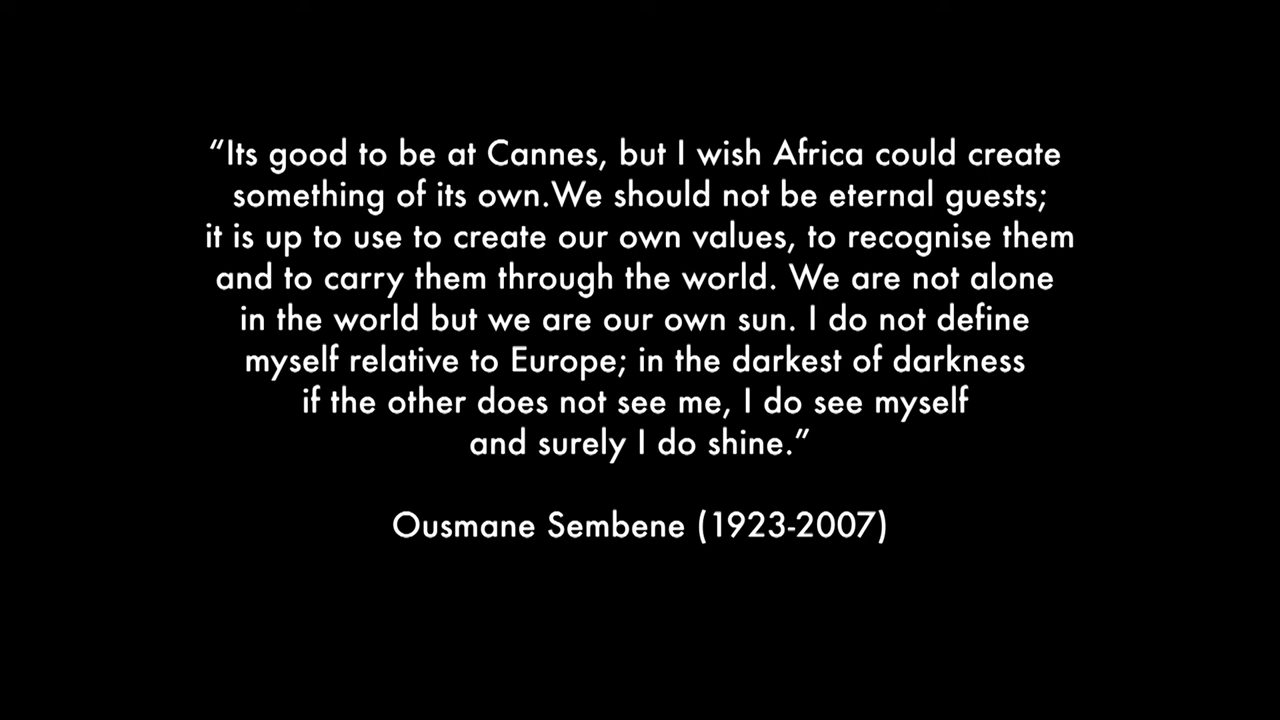 “Its good to be at Cannes, but I wish Africa could create
something of its own.We should not be eternal guests;
it is up to use to create our own values, to recognise them
and to carry them through the world. We are not alone
in the world but we are our own sun. I do not define
myself relative to Europe; in the darkest of darkness
if the other does not see me, I do see myself
and surely I do shine.”
Ousmane Sembene (1923-2007)